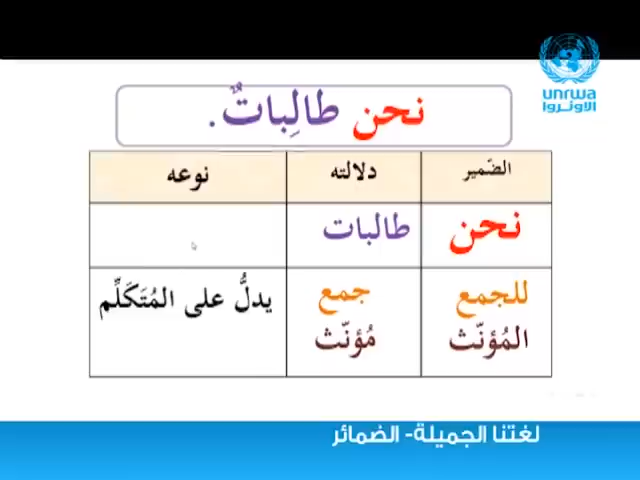 unrwa
الاونروا
نحن طالِباتٌ.
الضّمير دلالته نوعه
نحن طالبات
للجمع جمع يدلُّ على المُتَكَلِّم
المُؤنّث مُؤنّث
لغتنا الجميلة- الضمائر